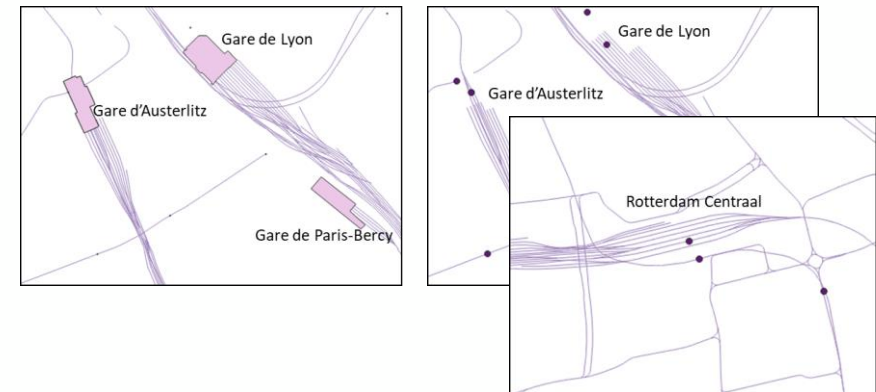 Gare de Lyon
Gare d’Austerlitz
Gare de Paris-Bercy
Gare de Lyon
Gare d’Austerlitz
Rotterdam Centraal